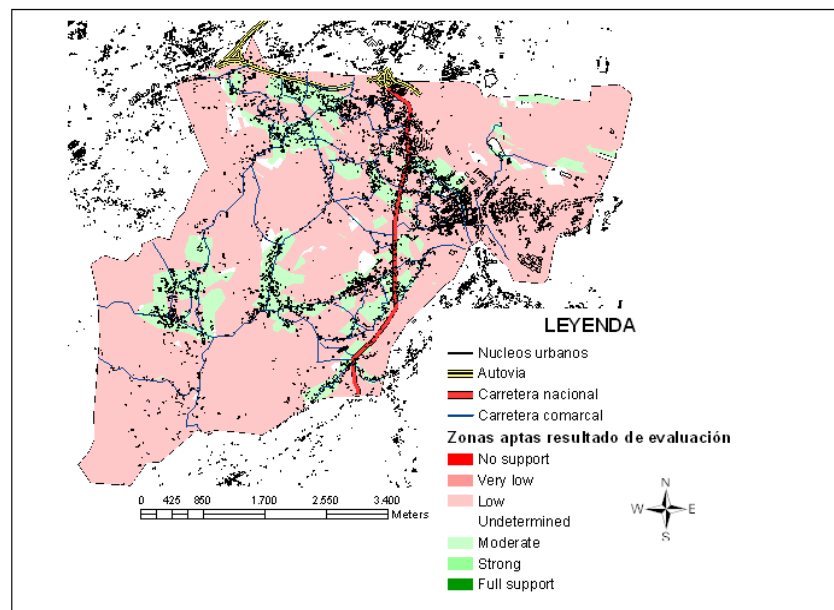 LEYENDA
Nucleos urbanos
Autovia
Carretera nacional
Carretera comarcal
Zonas aptas resultado de evaluación
No support
Very low
Low
Undetermined
Moderate
Strong
Full support
0 425 850 1.700 2.550 3.400
Meters
N
W E
S